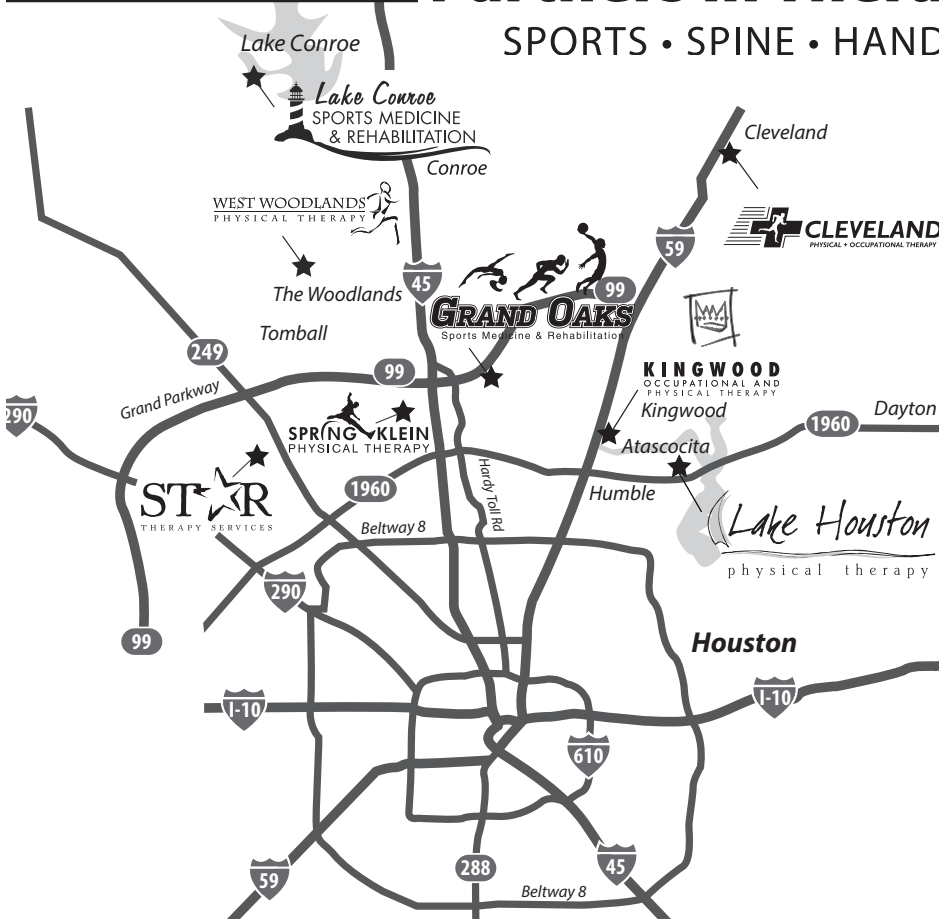 SPORTS • SPINE • HAND
Lake Conroe
Lake Conroe
SPORTS MEDICINE
& REHABILITATION
Conroe
Cleveland
WEST WOODLANDS
PHYSICAL THERAPY
CLEVELAND
PHYSICAL + OCCUPATIONAL THERAPY
59
45
The Woodlands
99
GRAND OAKS
Sports Medicine & Rehabilitation
Tomball
249
99
Grand Parkway
KINGWOOD
OCCUPATIONAL AND
PHYSICAL THERAPY
Kingwood
290
SPRING KLEIN
PHYSICAL THERAPY
1960
Dayton
Atascocita
STAR
THERAPY SERVICES
1960
Hardy Toll Rd
Humble
Beltway 8
Lake Houston
physical therapy
290
99
Houston
I-10
I-10
610
59
288
45
Beltway 8